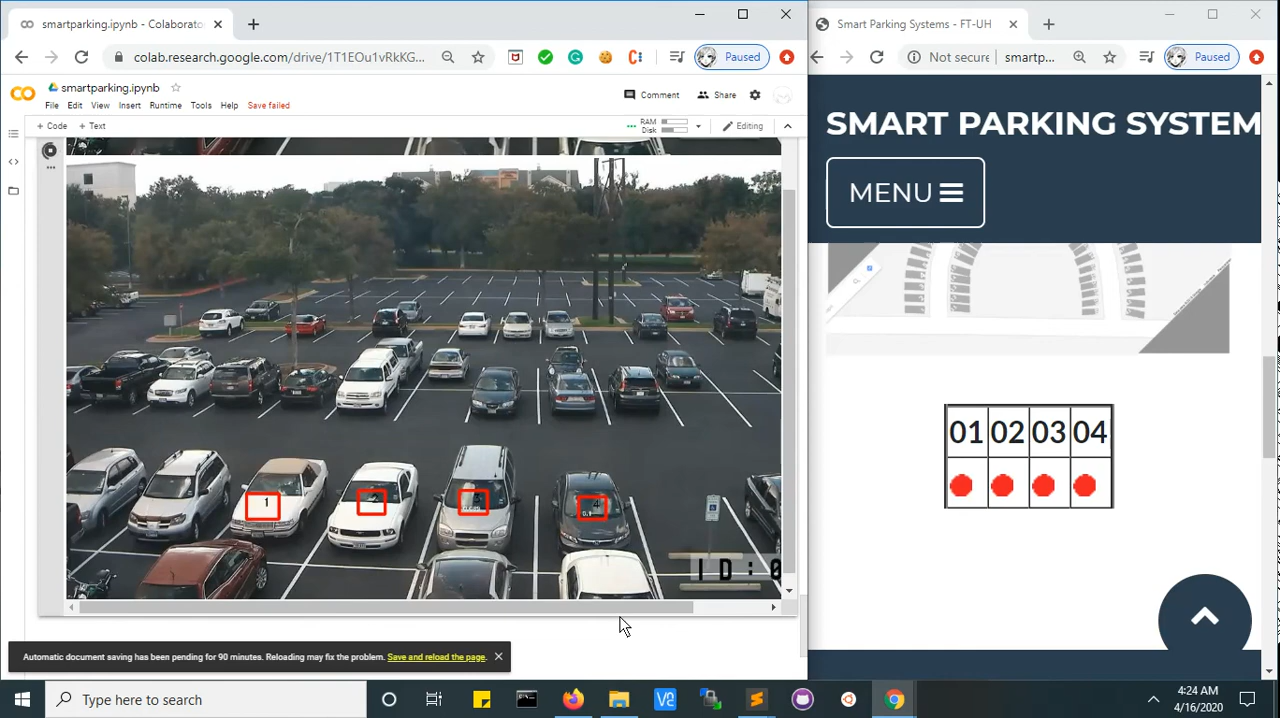 smartparking.ipynb - Colaborato
Smart Parking Systems - FT-UH
colab.research.google.com/drive/1T1EOu1vRkKG...
Paused
Not secure
smartp...
Paused
smartparking.ipynb
Comment
Share
File Edit View Insert Runtime Tools Help Save failed
+ Code + Text
RAM
Disk
Editing
SMART PARKING SYSTEM
MENU
1
4
ID:0
01 02 03 04
Automatic document saving has been pending for 90 minutes. Reloading may fix the problem. Save and reload the page.
Type here to search
4:24 AM
4/16/2020